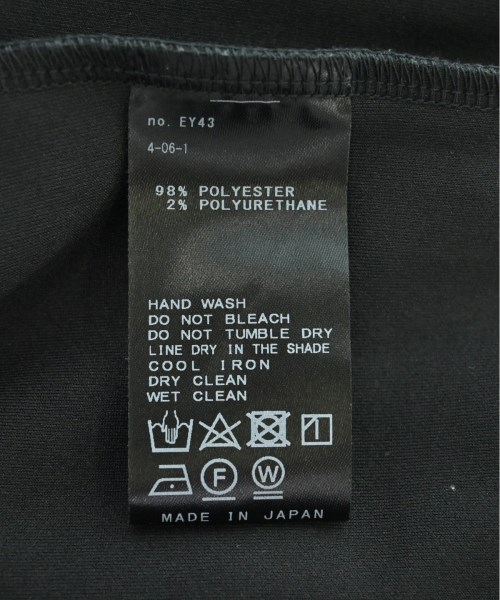 no. EY43
4-06-1
98% POLYESTER
2% POLYURETHANE
HAND WASH
DO NOT BLEACH
DO NOT TUMBLE DRY
LINE DRY IN THE SHADE
COOL IRON
DRY CLEAN
WET CLEAN
F W
MADE IN JAPAN